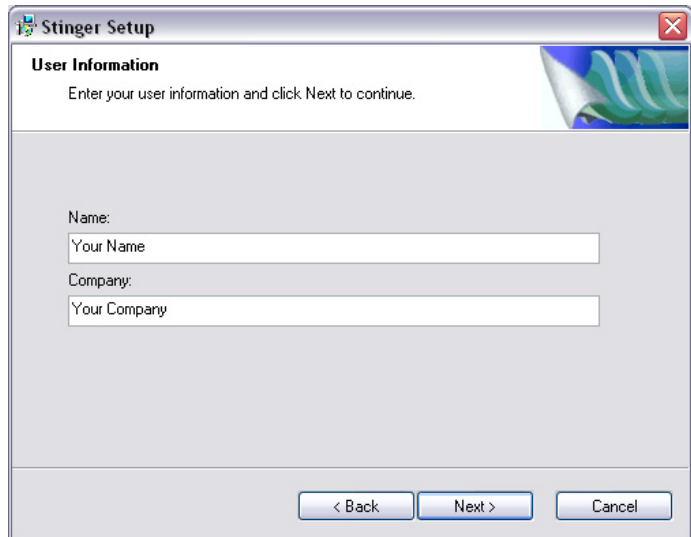 Stinger Setup
User Information
Enter your user information and click Next to continue.
Name:
Your Name
Company:
Your Company
< Back Next > Cancel